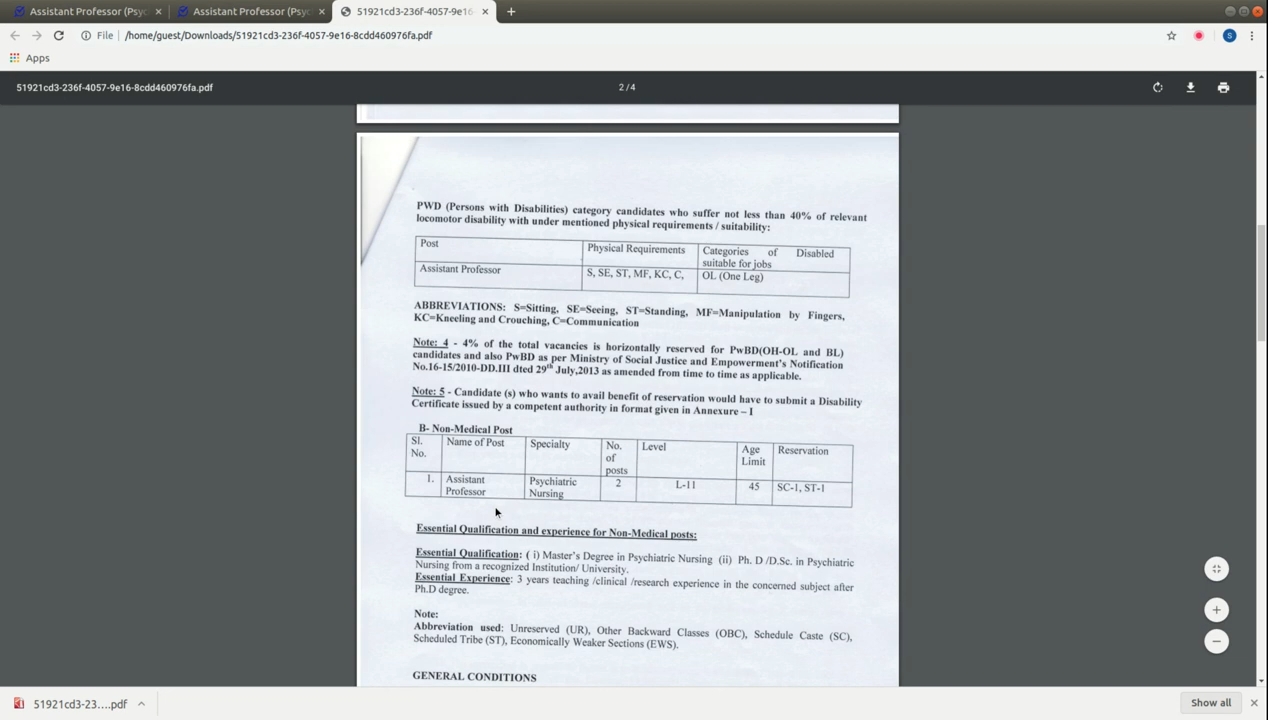 Assistant Professor (Psyc
Assistant Professor (Psyc
51921cd3-236f-4057-9e16
File
/home/guest/Downloads/51921cd3-236f-4057-9e16-8cdd460976fa.pdf
S
Apps
51921cd3-236f-4057-9e16-8cdd460976fa.pdf
2/4
PWD (Persons with Disabilities) category candidates who suffer not less than 40% of relevant
locomotor disability with under mentioned physical requirements / suitability:
Post
Physical Requirements
Categories of Disabled
suitable for jobs
Assistant Professor
S, SE, ST, MF, KC, C,
OL (One Leg)
ABBREVIATIONS: S=Sitting, SE=Seeing, ST=Standing, MF=Manipulation by Fingers,
KC=Kneeling and Crouching, C=Communication
Note: 4 - 4% of the total vacancies is horizontally reserved for PwBD(OH-OL and BL)
candidates and also PwBD as per Ministry of Social Justice and Empowerment's Notification
No.16-15/2010-DD.III dted 29th July,2013 as amended from time to time as applicable.
Note: 5 - Candidate (s) who wants to avail benefit of reservation would have to submit a Disability
Certificate issued by a competent authority in format given in Annexure – I
B- Non-Medical Post
Sl.
No.
Name of Post
Specialty
No.
of
posts
Level
Age
Limit
Reservation
1.
Assistant
Professor
Psychiatric
Nursing
2
L-11
45
SC-1, ST-1
Essential Qualification and experience for Non-Medical posts:
Essential Qualification: ( i) Master's Degree in Psychiatric Nursing (ii) Ph. D /D.Sc. in Psychiatric
Nursing from a recognized Institution/ University.
Essential Experience: 3 years teaching /clinical /research experience in the concerned subject after
Ph.D degree.
Note:
Abbreviation used: Unreserved (UR), Other Backward Classes (OBC), Schedule Caste (SC),
Scheduled Tribe (ST), Economically Weaker Sections (EWS).
GENERAL CONDITIONS
51921cd3-23....pdf
Show all